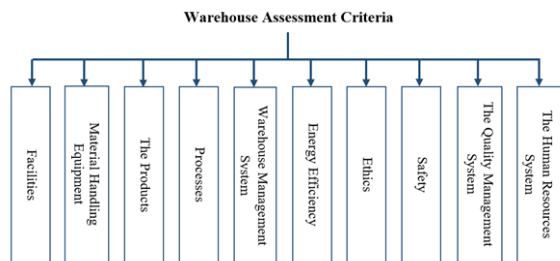 Warehouse Assessment Criteria
Facilities
Material Handling
Equipment
The Products
Processes
Warehouse Management
System
Energy Efficiency
Ethics
Safety
The Quality Management
System
The Human Resources
System